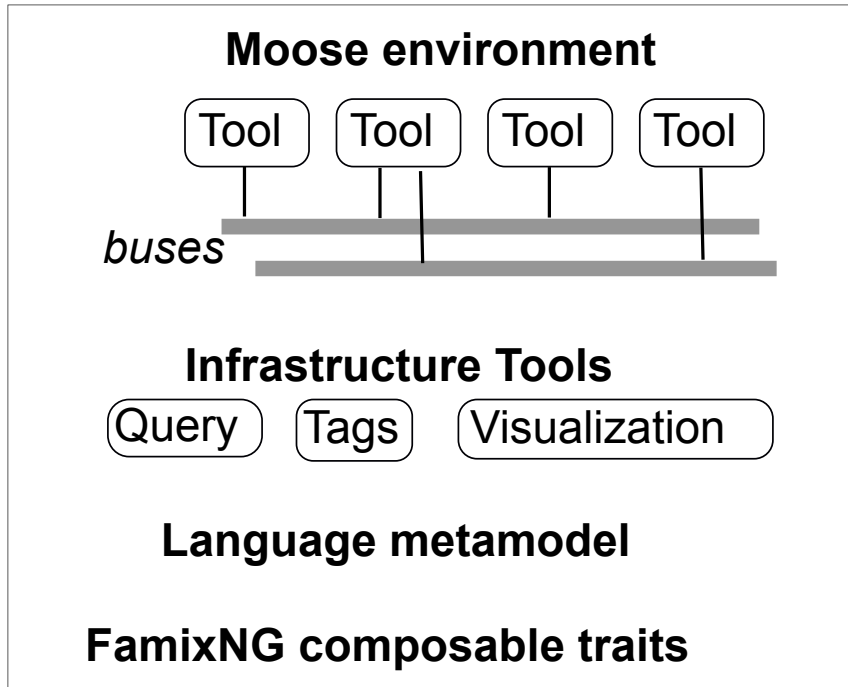 Moose environment
Tool Tool Tool Tool
buses
Infrastructure Tools
Query Tags Visualization
Language metamodel
FamixNG composable traits